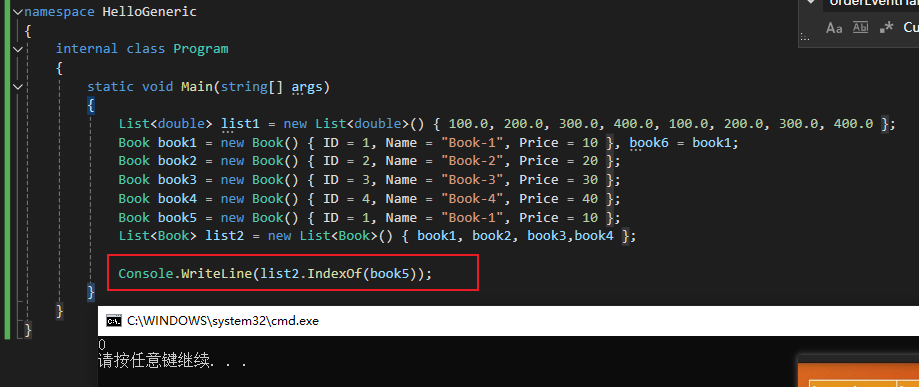 orderEventHa
Aa Ab .* Cu
namespace HelloGeneric
{
internal class Program
{
static void Main(string[] args)
{
List<double> list1 = new List<double>() { 100.0, 200.0, 300.0, 400.0, 100.0, 200.0, 300.0, 400.0 };
Book book1 = new Book() { ID = 1, Name = "Book-1", Price = 10 }, book6 = book1;
Book book2 = new Book() { ID = 2, Name = "Book-2", Price = 20 };
Book book3 = new Book() { ID = 3, Name = "Book-3", Price = 30 };
Book book4 = new Book() { ID = 4, Name = "Book-4", Price = 40 };
Book book5 = new Book() { ID = 1, Name = "Book-1", Price = 10 };
List<Book> list2 = new List<Book>() { book1, book2, book3,book4 };
Console.WriteLine(list2.IndexOf(book5));
}
}
}
C:\WINDOWS\system32\cmd.exe
0
请按任意键继续. . .